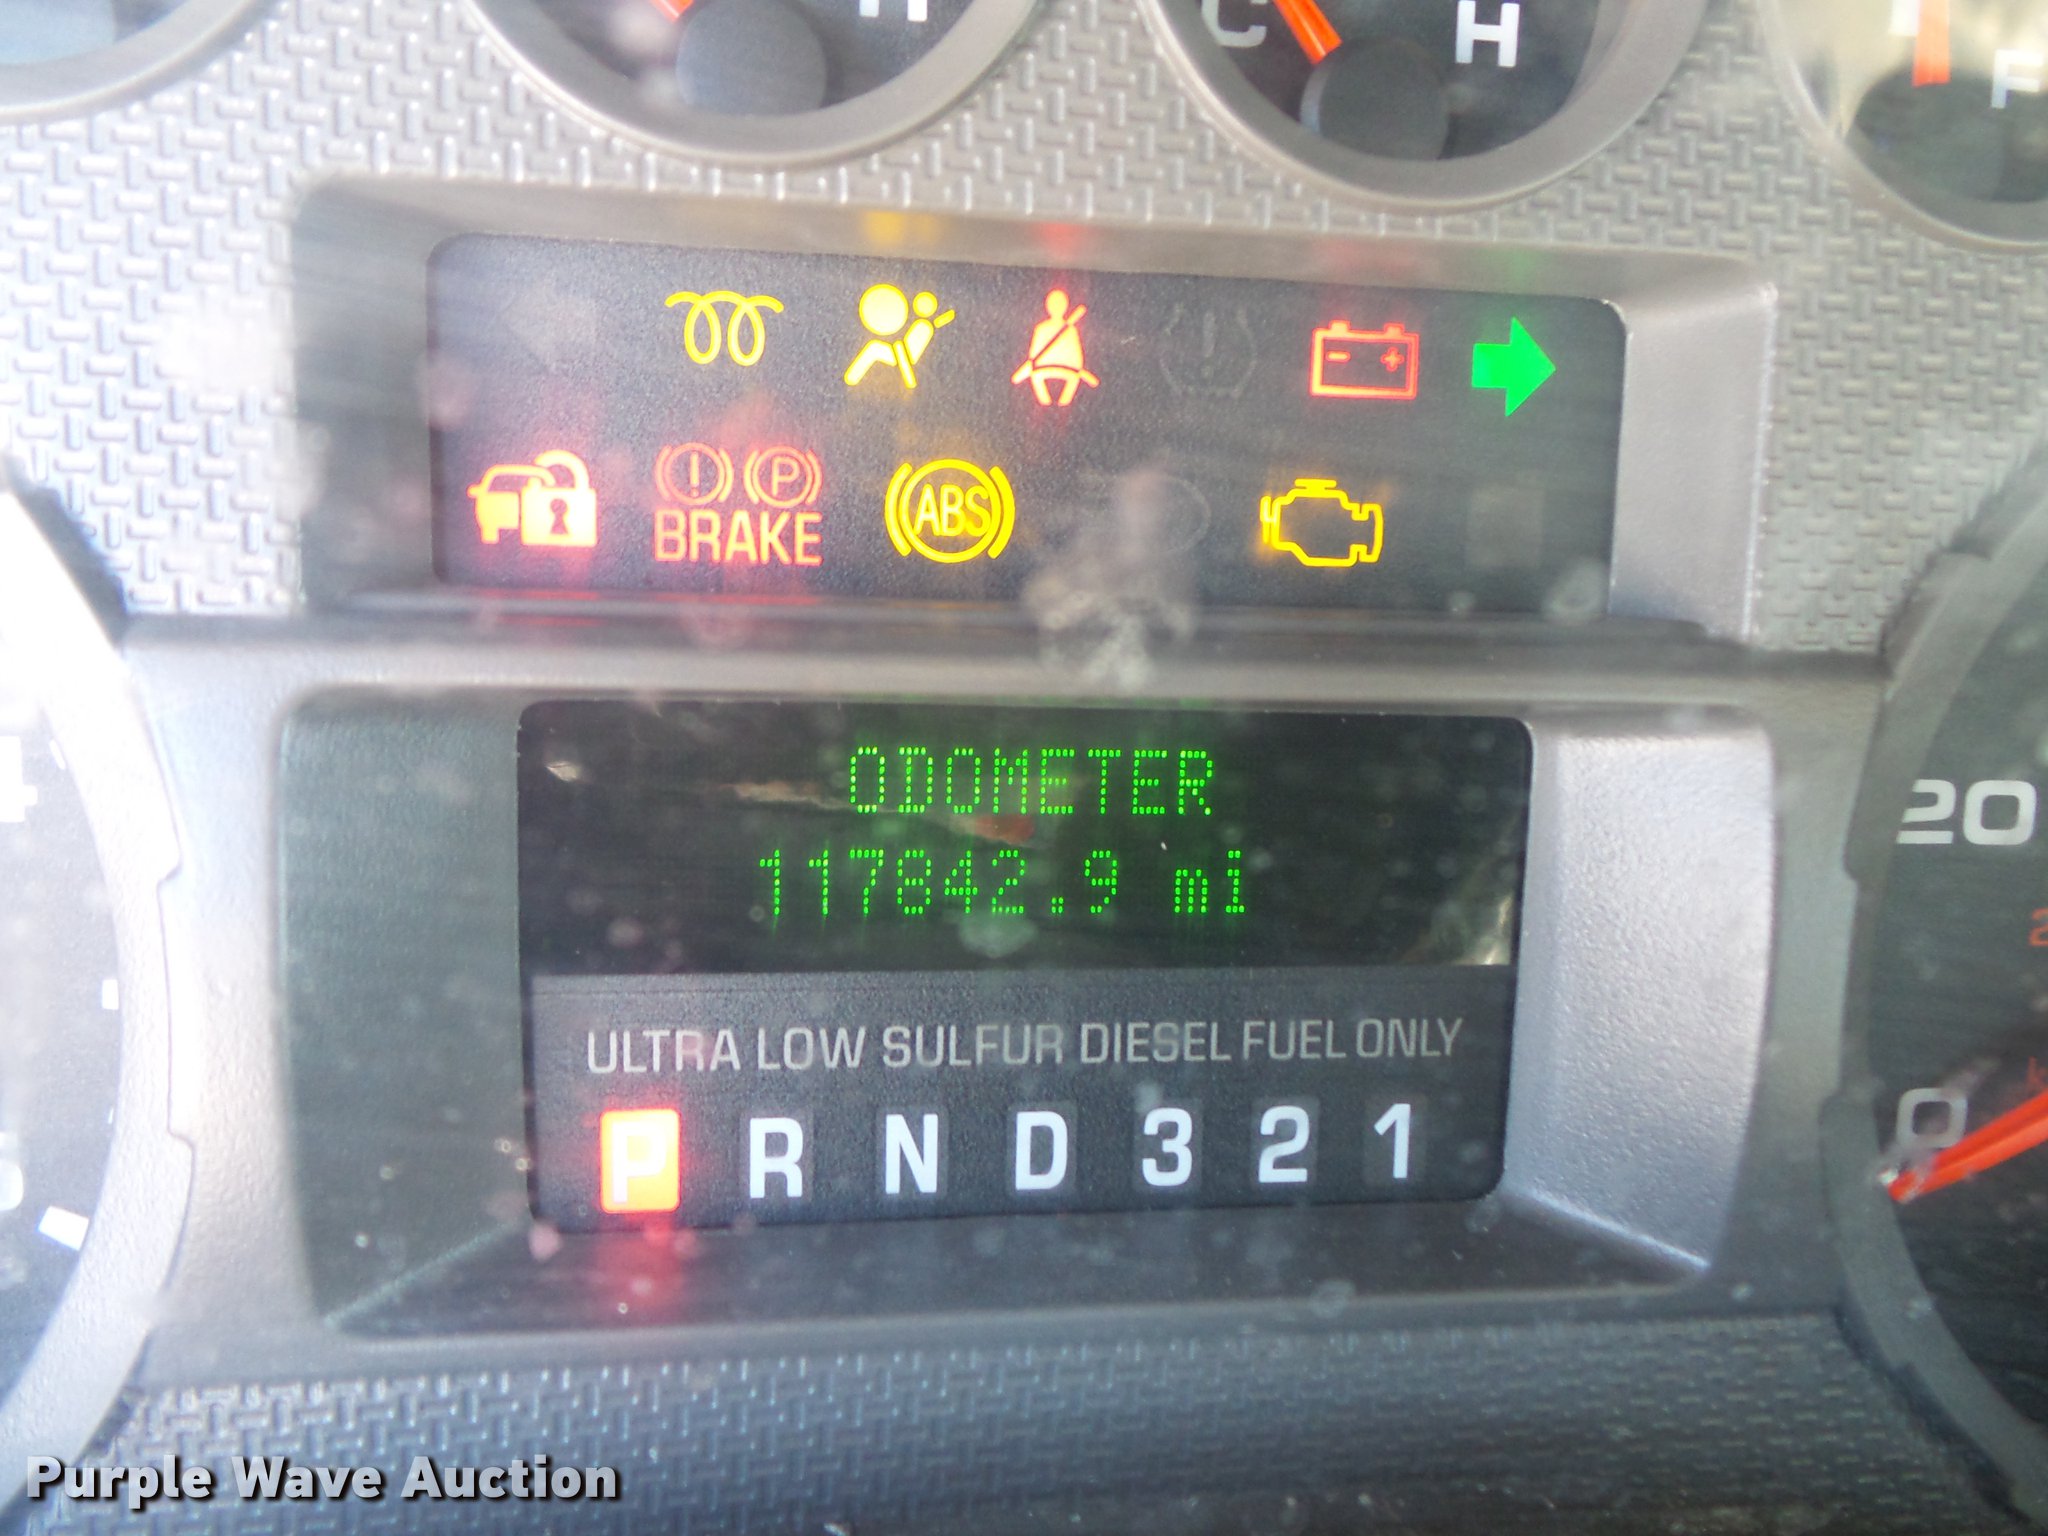 H
C H
F
BRAKE
P
ABS
ODOMETER
117842.9 mi
20
ULTRA LOW SULFUR DIESEL FUEL ONLY
0
P R N D 3 2 1
Purple Wave Auction